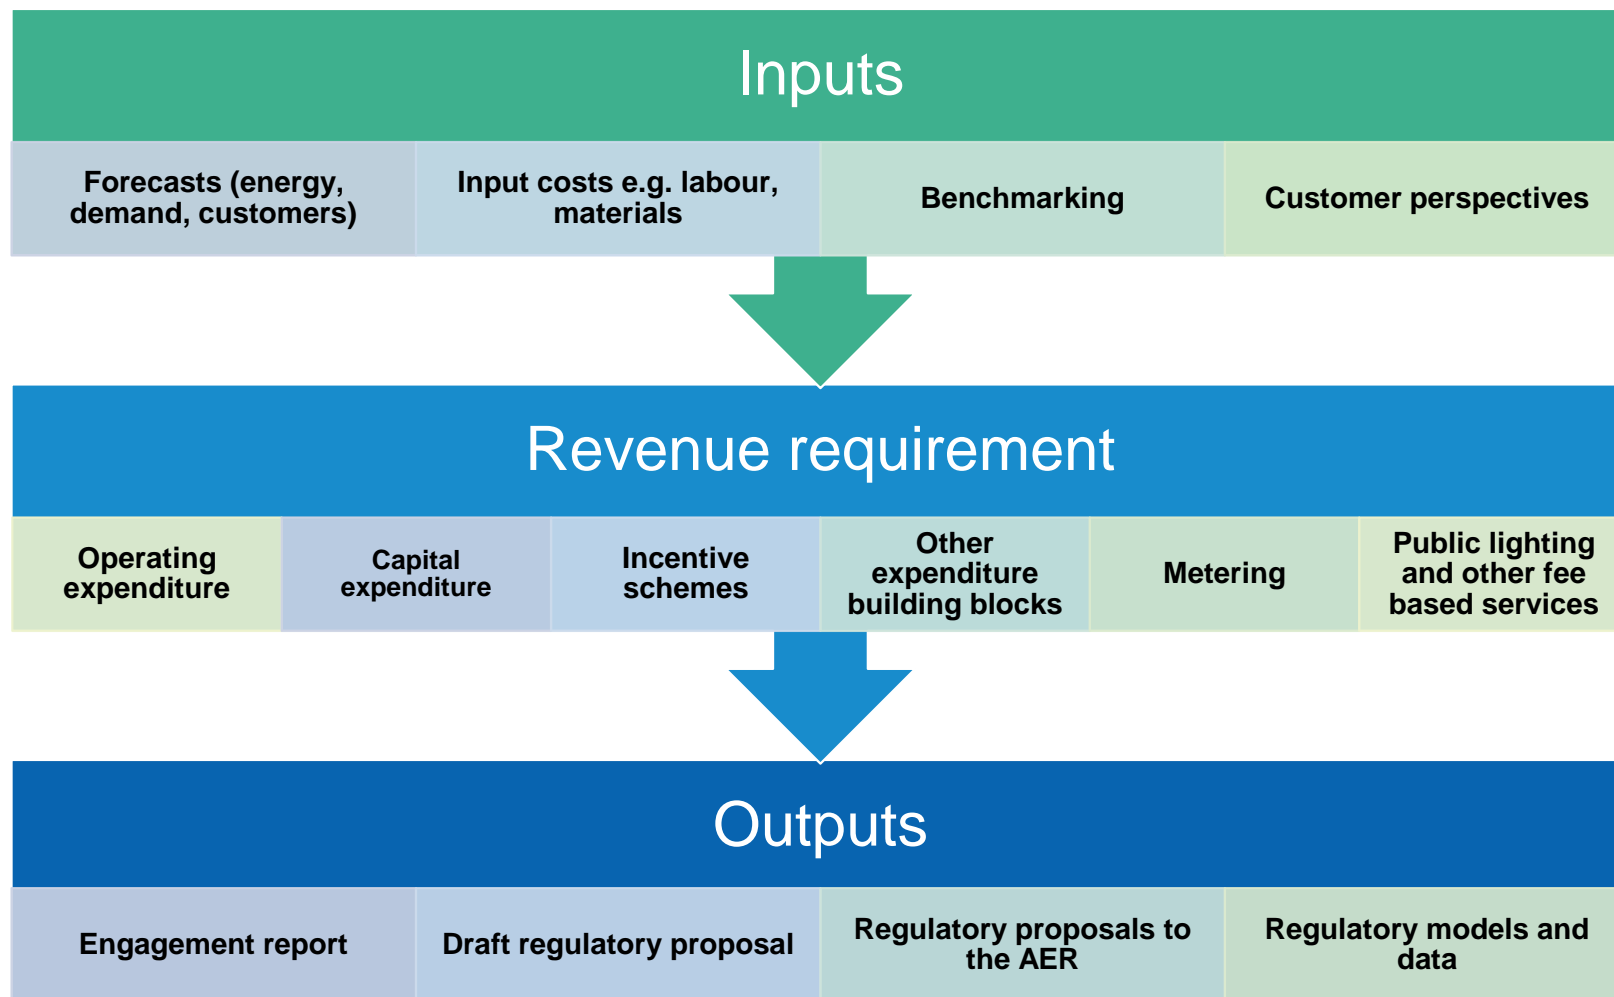 Inputs
Forecasts (energy,
demand, customers)
Input costs e.g. labour,
materials
Benchmarking
Customer perspectives
Revenue requirement
Operating
expenditure
Capital
expenditure
Incentive
schemes
Other
expenditure
building blocks
Metering
Public lighting
and other fee
based services
Outputs
Engagement report
Draft regulatory proposal
Regulatory proposals to
the AER
Regulatory models and
data